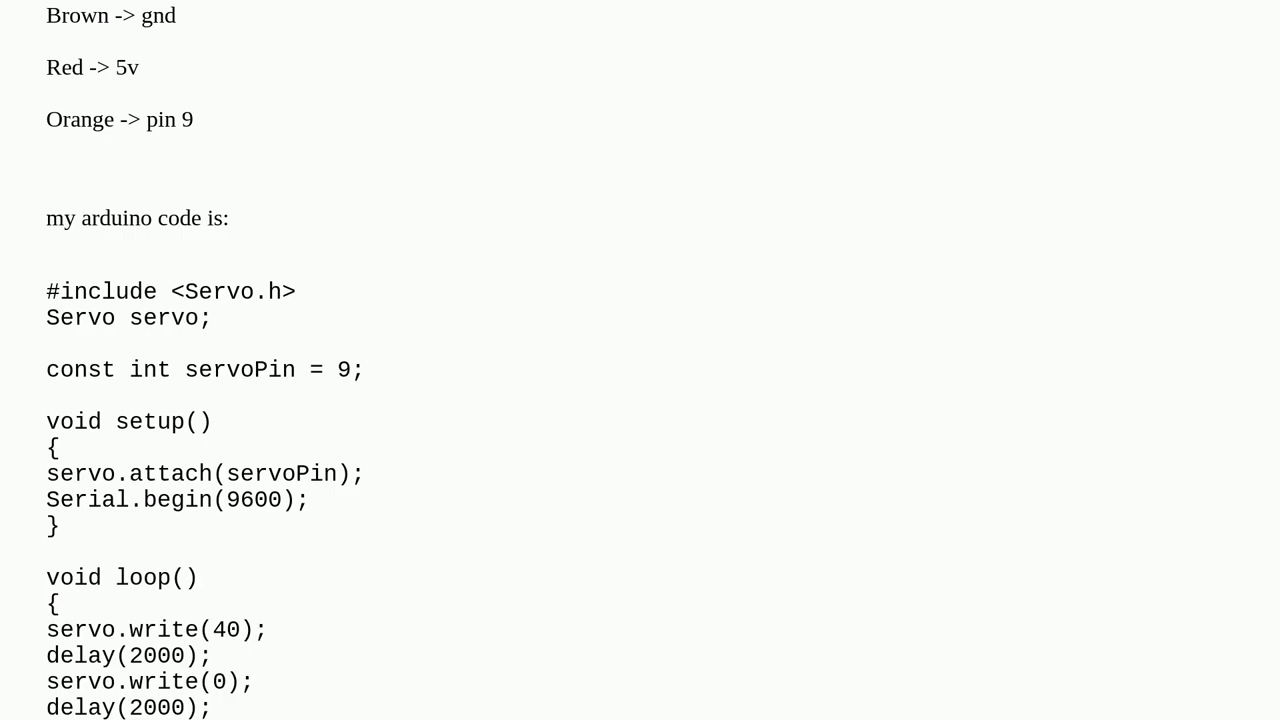 Brown -> gnd
Red -> 5v
Orange -> pin 9
my arduino code is:
#include <Servo.h>
Servo servo;
const int servoPin = 9;
void setup()
{
servo.attach(servoPin);
Serial.begin(9600);
}
void loop()
{
servo.write(40);
delay(2000);
servo.write(0);
delay(2000);